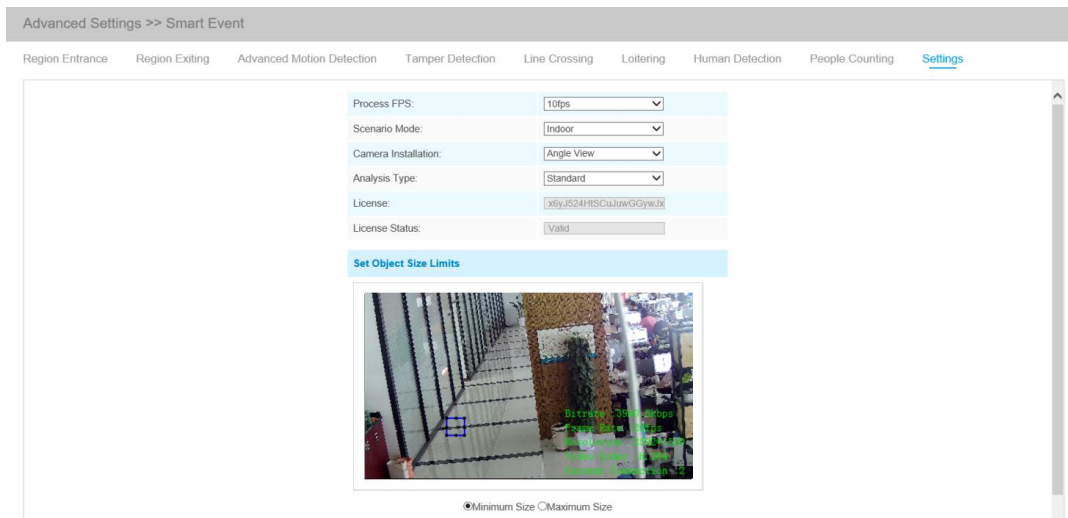 Advanced Settings >> Smart Event
Region Entrance Region Exiting Advanced Motion Detection Tamper Detection Line Crossing Loitering Human Detection People Counting Settings
Process FPS: 10fps
Scenario Mode: Indoor
Camera Installation: Angle View
Analysis Type: Standard
License: x6yJ524HtSCuJuwGGywJx
License Status: Valid
Set Object Size Limits
Bitrate
Frame Rate
Minimum Size Maximum Size